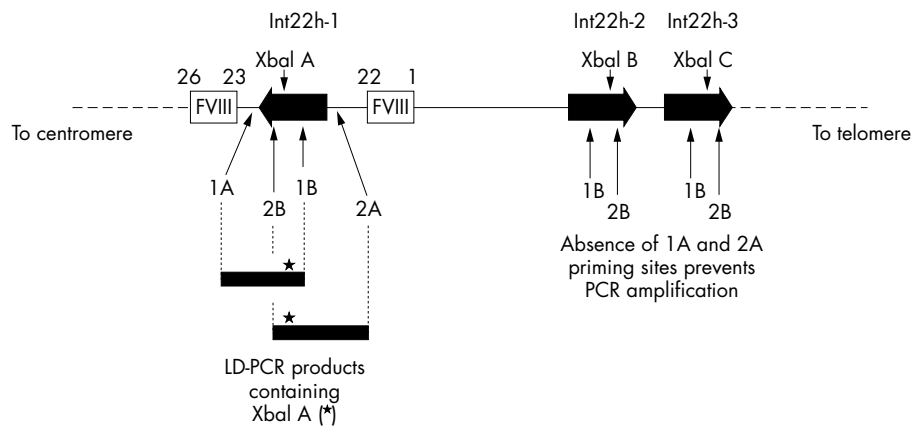 Int22h-1
Int22h-2
Int22h-3
XbaI A
XbaI B
XbaI C
26
23
22
1
FVIII
FVIII
To centromere
To telomere
1A
2B
1B
2A
1B
2B
1B
2B
Absence of 1A and 2A
priming sites prevents
PCR amplification
LD-PCR products
containing
XbaI A (★)